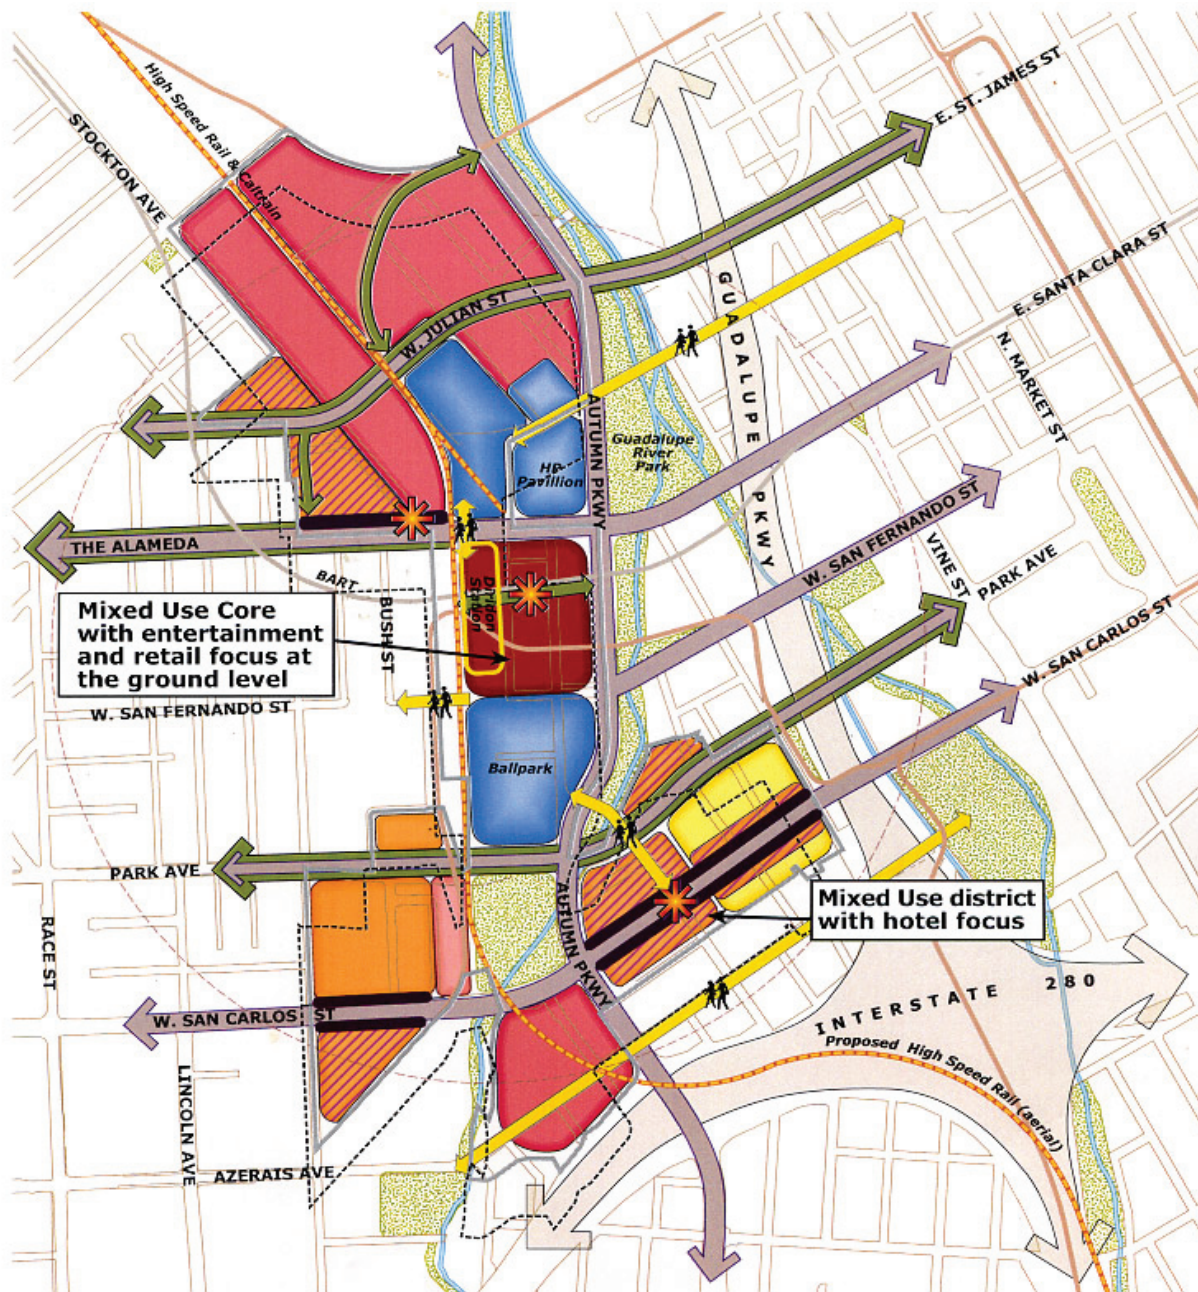 High Speed Rail & Caltrain
STOCKTON AVE
E. ST. JAMES ST
E. SANTA CLARA ST
N. MARKET ST
GUADALUPE PKWY
W. JULIAN ST
AUTUMN PKWY
Guadalupe
River
Park
HP
Pavillion
THE ALAMEDA
BART
BUSH ST
Diridon
Station
W. SAN FERNANDO ST
VINE ST
PARK AVE
W. SAN CARLOS ST
Mixed Use Core
with entertainment
and retail focus at
the ground level
W. SAN FERNANDO ST
Ballpark
PARK AVE
AUTUMN PKWY
Mixed Use district
with hotel focus
RACE ST
W. SAN CARLOS ST
INTERSTATE 280
Proposed High Speed Rail (aerial)
LINCOLN AVE
AZERAIS AVE